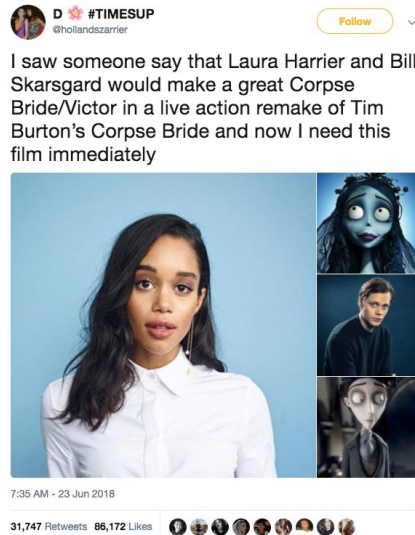 D 🌸 #TIMESUP
@hollandszarrier
Follow
I saw someone say that Laura Harrier and Bill
Skarsgard would make a great Corpse
Bride/Victor in a live action remake of Tim
Burton’s Corpse Bride and now I need this
film immediately
7:35 AM - 23 Jun 2018
31,747 Retweets 86,172 Likes